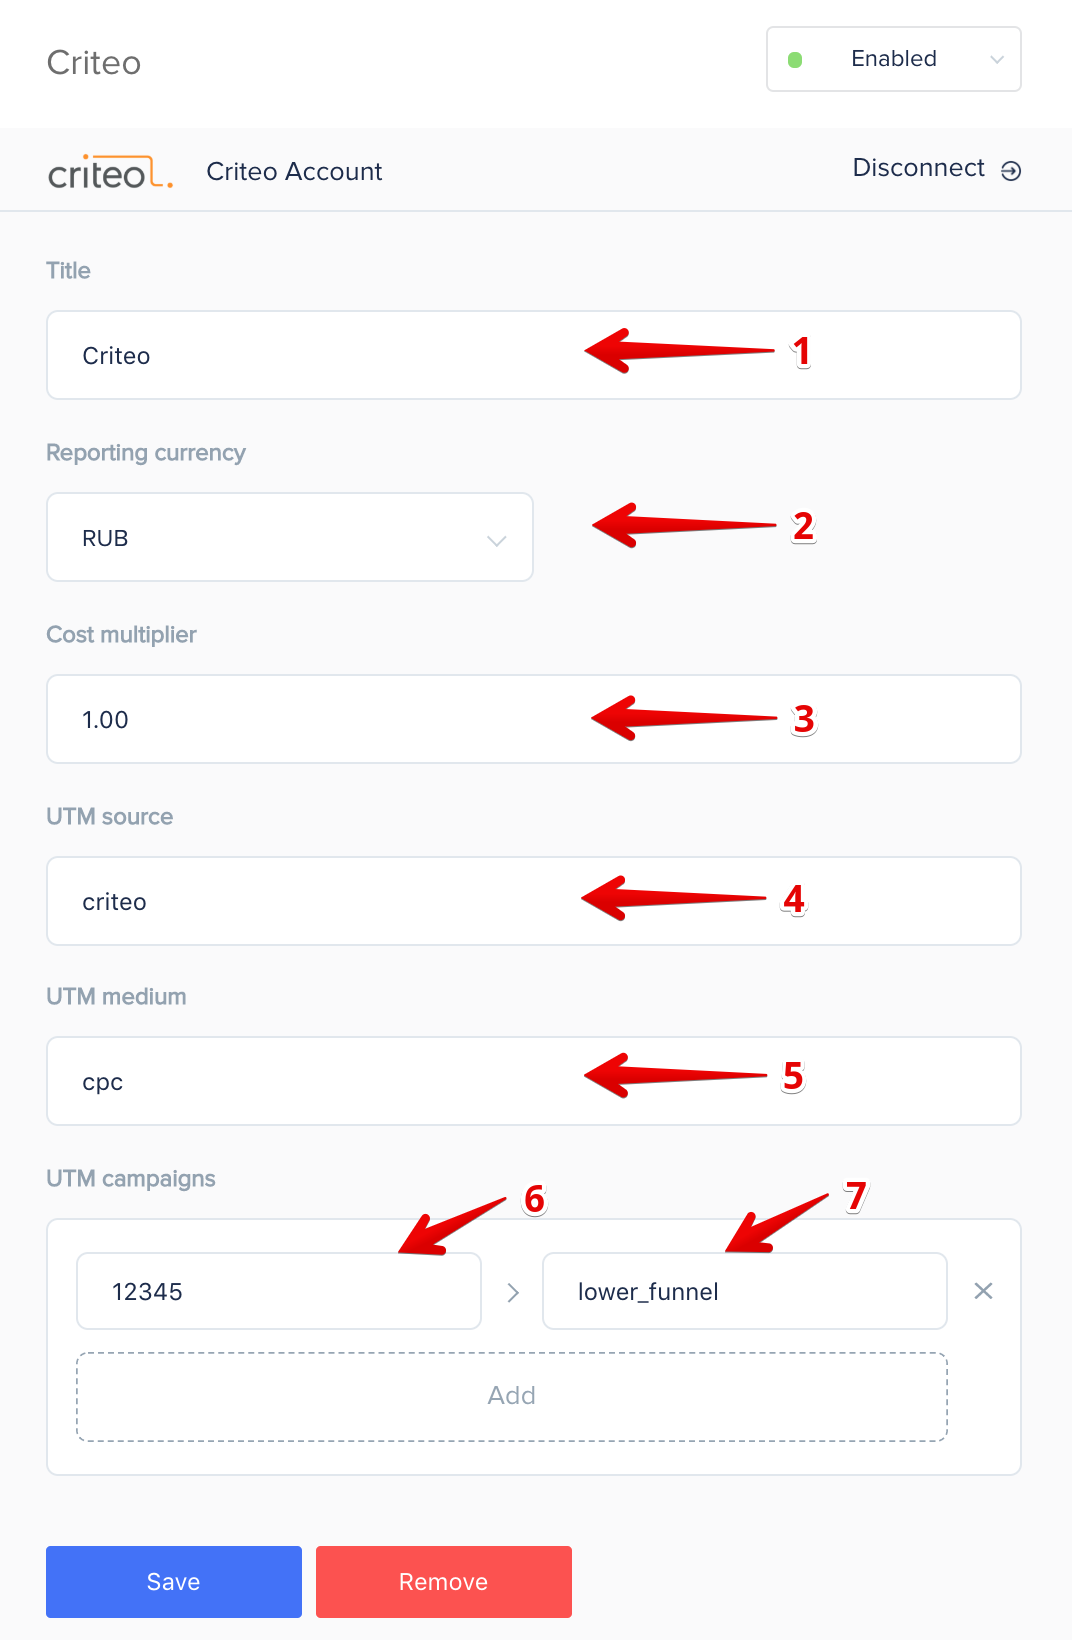 Criteo
Enabled
criteo
Criteo Account
Disconnect
Title
Criteo
1
Reporting currency
RUB
2
Cost multiplier
1.00
3
UTM source
criteo
4
UTM medium
cpc
5
UTM campaigns
6
7
12345
lower_funnel
Add
Save
Remove